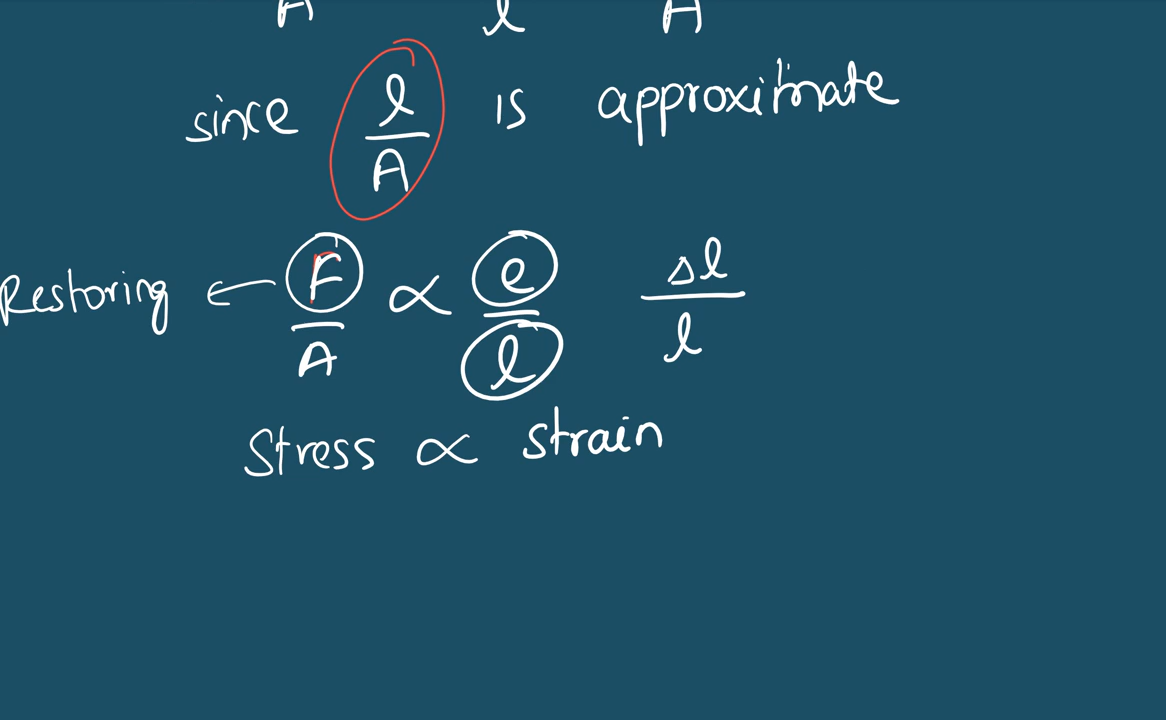 A l A
since l/A is approximate
Restoring ← F/A ∝ e/l Δl/l
Stress ∝ strain